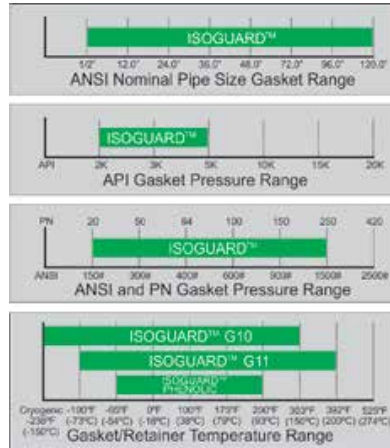 ISOGUARD™
1/2" 12.0" 24.0" 36.0" 48.0" 72.0" 96.0" 120.0"
ANSI Nominal Pipe Size Gasket Range
ISOGUARD™
API 2K 3K 5K 10K 15K 20K
API Gasket Pressure Range
PN 20 50 64 100 150 250 420
ISOGUARD™
ANSI 150# 300# 400# 600# 900# 1500# 2500#
ANSI and PN Gasket Pressure Range
ISOGUARD™ G10
ISOGUARD™ G11
ISOGUARD™
PHENOLIC
Cryogenic -100°F -65°F 0°F 100°F 200°F 302°F 392°F
(-150°C) (-73°C) (-54°C) (-18°C) (38°C) (79°C) (93°C) (150°C) (200°C) (274°C)
Gasket/Retainer Temperature Range